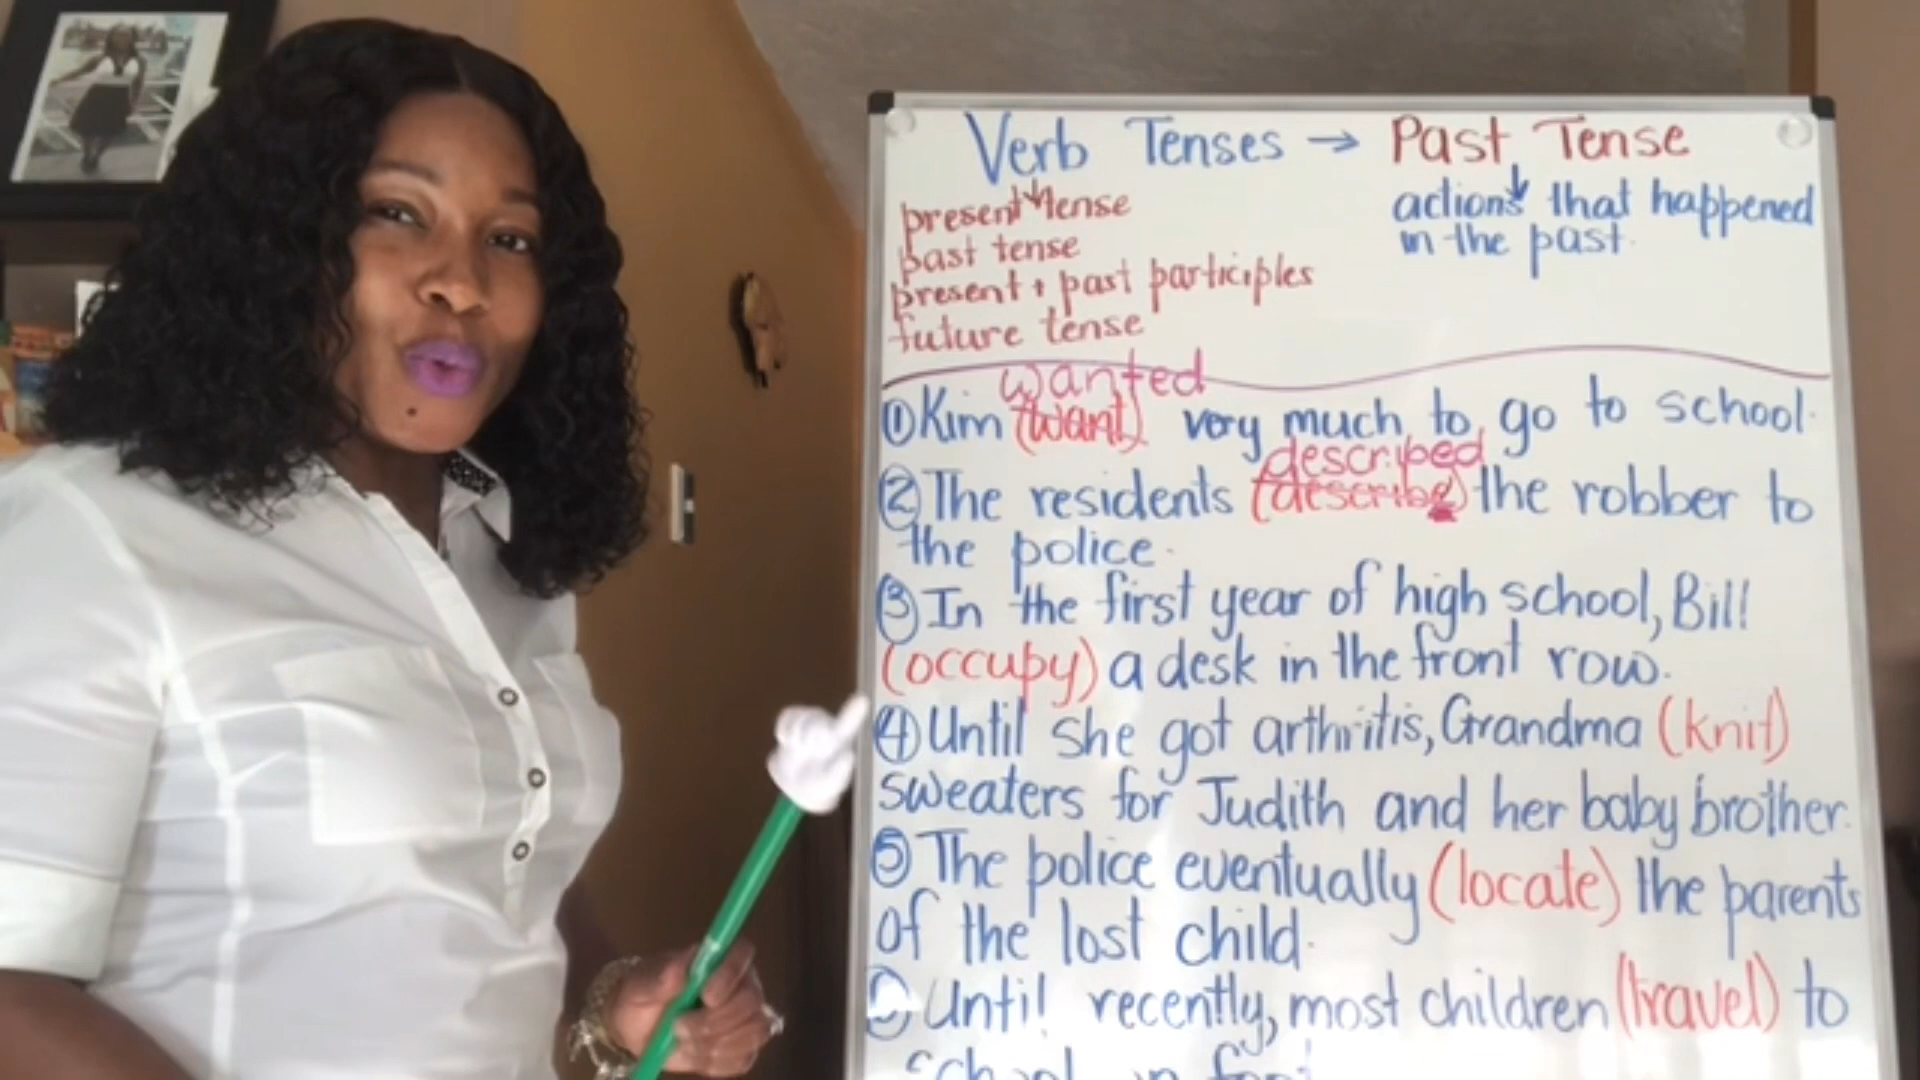 Verb Tenses → Past Tense
present tense
past tense
present + past participles
future tense
actions that happened
in the past.
wanted
① Kim (want) very much to go to school.
described
② The residents (describe) the robber to
the police.
③ In the first year of high school, Bill
(occupy) a desk in the front row.
④ Until she got arthritis, Grandma (knit)
sweaters for Judith and her baby brother.
⑤ The police eventually (locate) the parents
of the lost child.
Until recently, most children (travel) to
school on foot